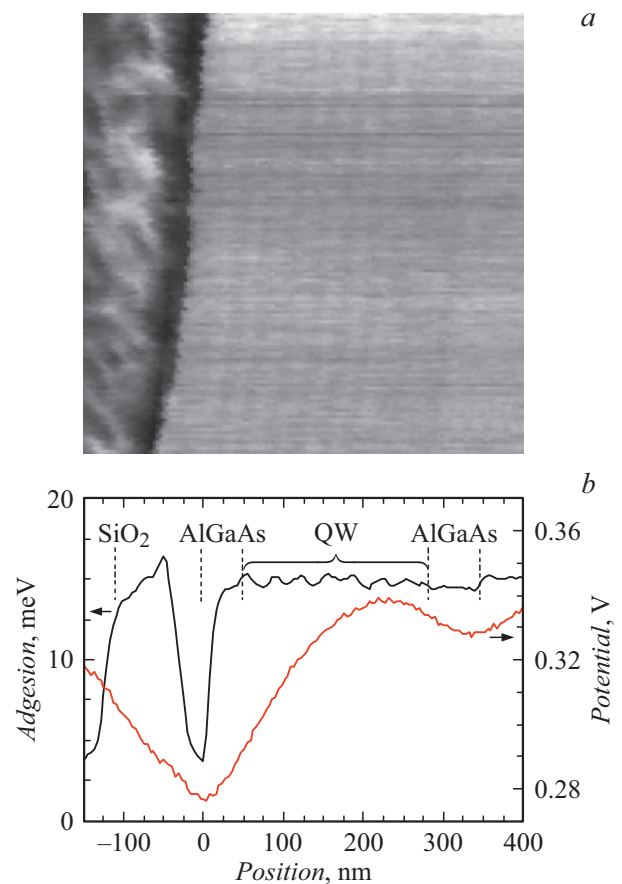 a
b
20
SiO2 AlGaAs QW AlGaAs
0.36
Adgesion, meV
10
0.32
Potential, V
0.28
0
–100 0 100 200 300 400
Position, nm